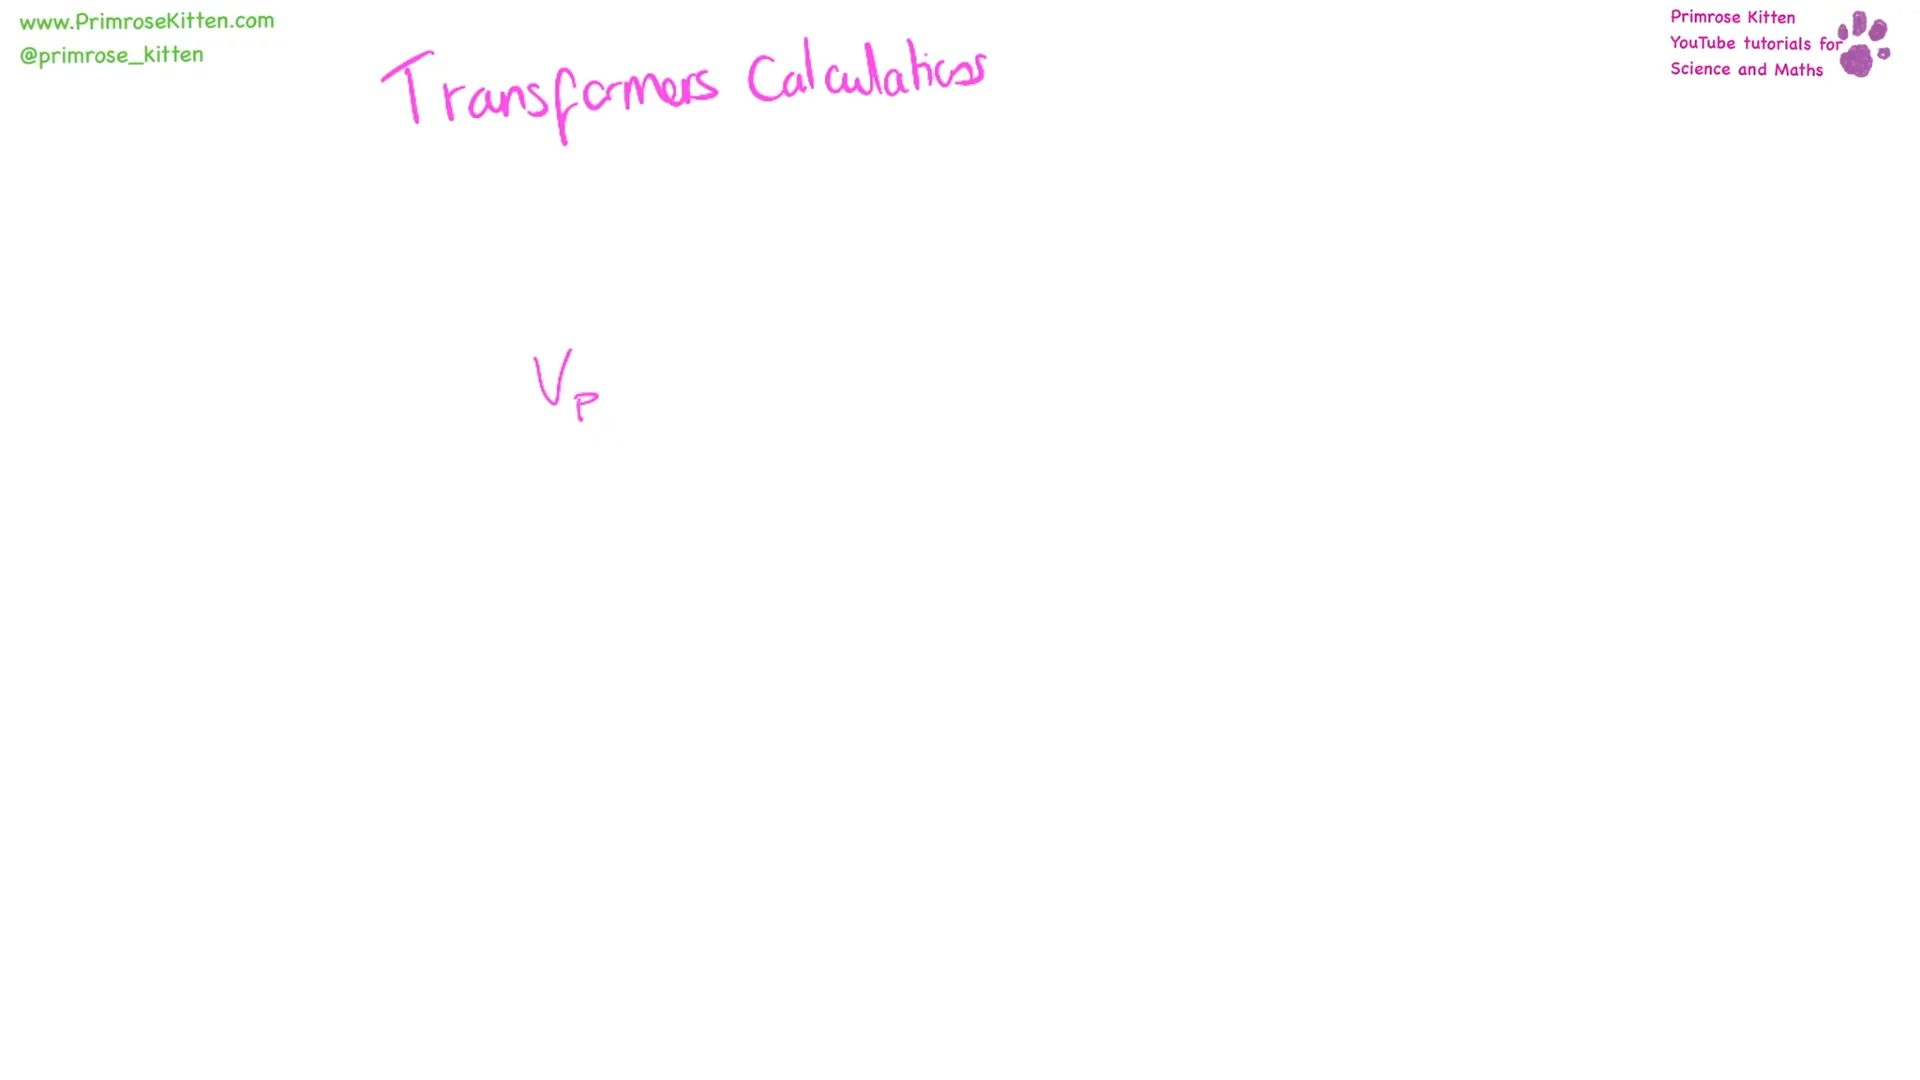 www.PrimroseKitten.com
@primrose_kitten
Primrose Kitten
YouTube tutorials for
Science and Maths
Transformers Calculations
Vp